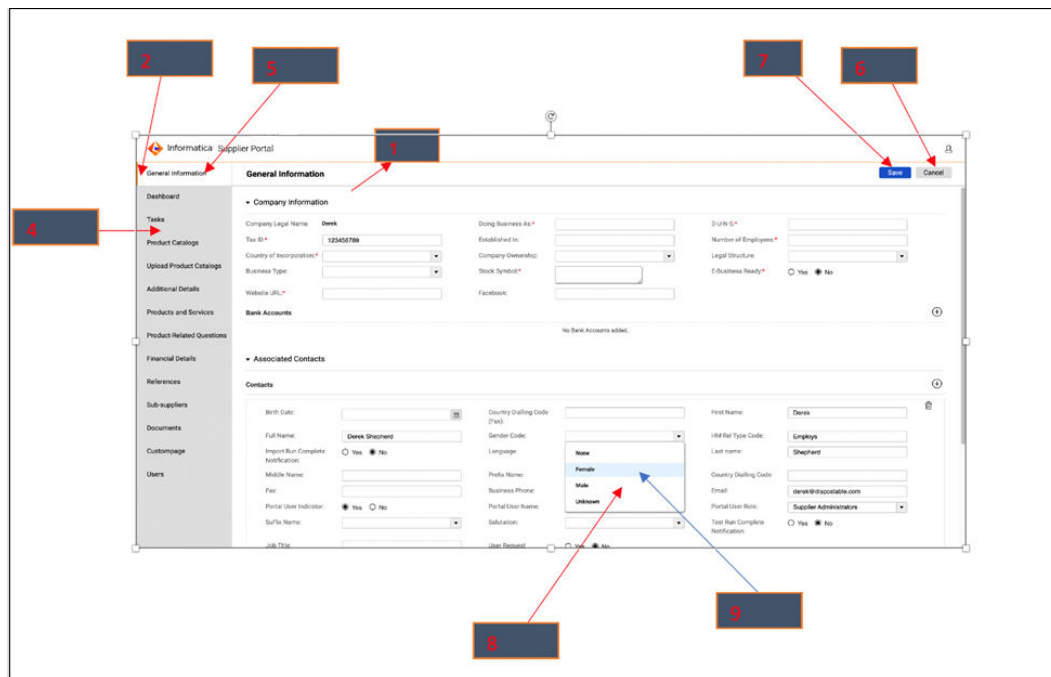 2
5
7
6
1
Informatica Supplier Portal
General Information
General Information
Save
Cancel
Dashboard
Company Information
Tasks
4
Company Legal Name:
Derek
Doing Business As:*
D-U-N-S:*
Product Catalogs
Tax ID:*
123456789
Established In:
Number of Employees:*
Country of Incorporation:*
Company Ownership:
Legal Structure:
Upload Product Catalogs
Business Type:
Stock Symbol:*
E-Business Ready:*
Yes
No
Additional Details
Website URL:*
Facebook:
Products and Services
Bank Accounts
No Bank Accounts added.
Product-Related Questions
Financial Details
Associated Contacts
References
Contacts
Sub-suppliers
Birth Date:
Country Dialling Code (Fax):
First Name:
Derek
Documents
Full Name:
Derek Shepherd
Gender Code:
HM Rel Type Code:
Employs
Custompage
Import Run Complete Notification:
Yes
No
Language:
None
Last name:
Shepherd
Users
Middle Name:
Prefix Name:
Female
Country Dialling Code:
Fax:
Business Phone:
Male
Email:
derek@dispostable.com
Portal User Indicator:
Yes
No
Portal User Name:
Unknown
Portal User Role:
Supplier Administrators
Suffix Name:
Salutation:
Test Run Complete Notification:
Yes
No
Job Title:
User Request
Yes
No
8
9